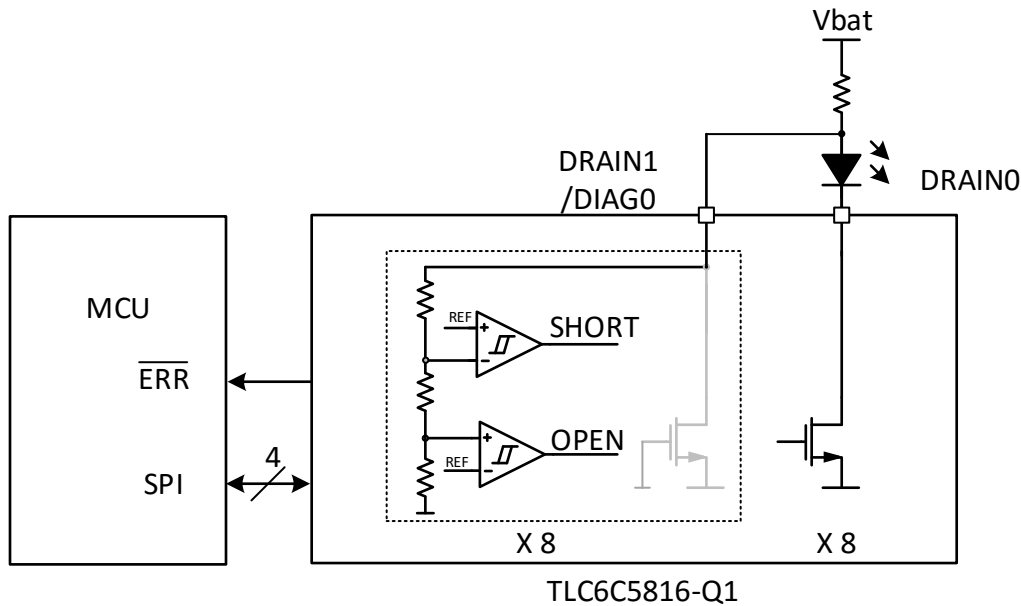 Vbat
DRAIN1
/DIAG0
DRAIN0
MCU
ERR
SPI
4
REF
+
-
SHORT
REF
+
-
OPEN
X 8
X 8
TLC6C5816-Q1